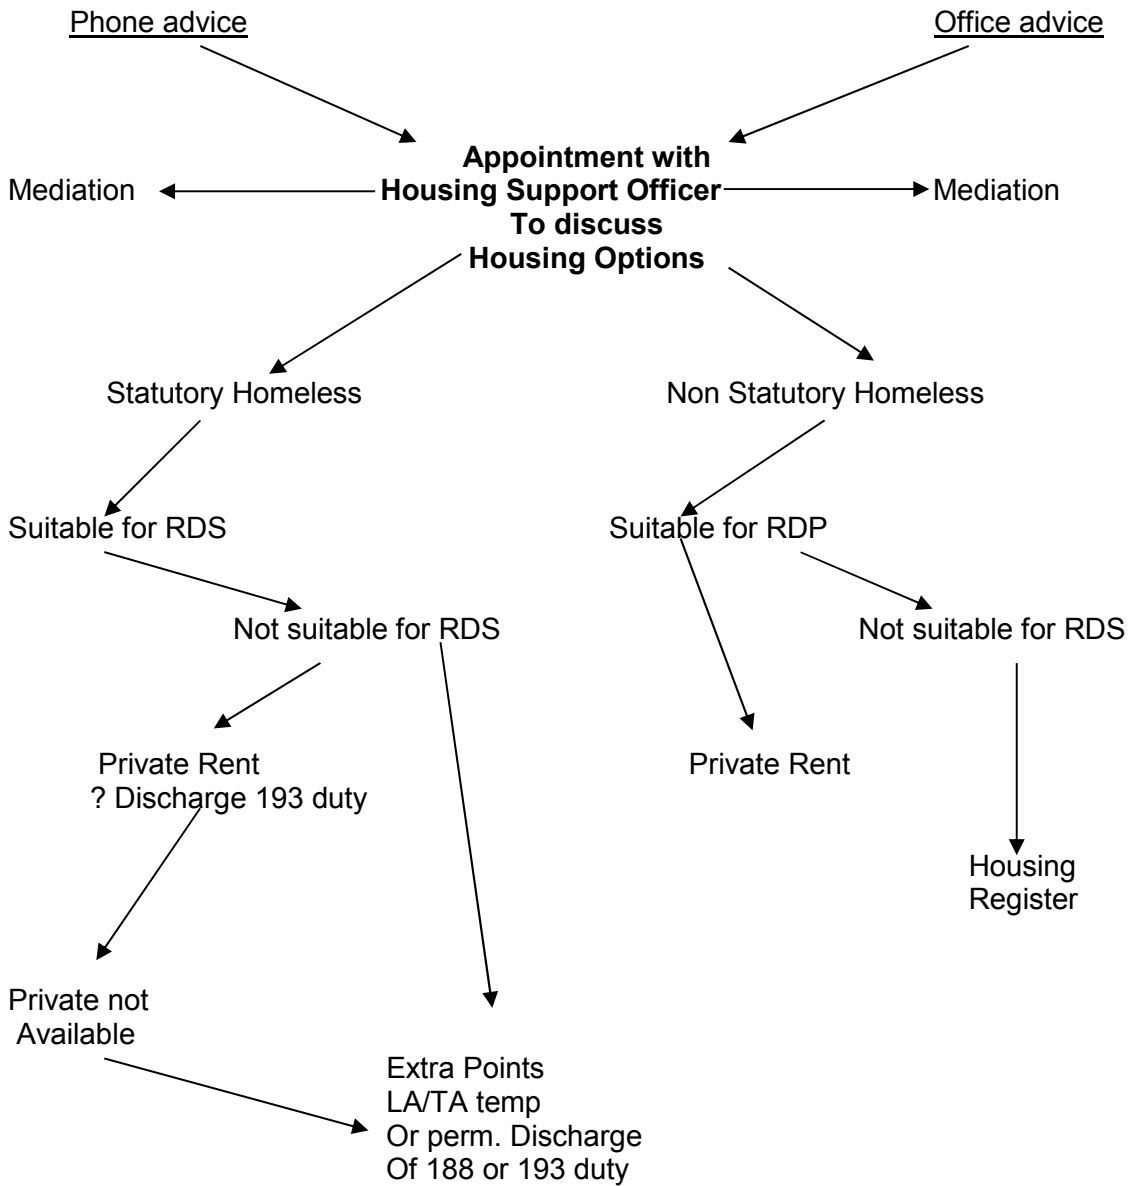 Phone advice
Office advice
Appointment with
Mediation
Housing Support Officer
Mediation
To discuss
Housing Options
Statutory Homeless
Non Statutory Homeless
Suitable for RDS
Suitable for RDP
Not suitable for RDS
Not suitable for RDS
Private Rent
? Discharge 193 duty
Private Rent
Housing
Register
Private not
Available
Extra Points
LA/TA temp
Or perm. Discharge
Of 188 or 193 duty